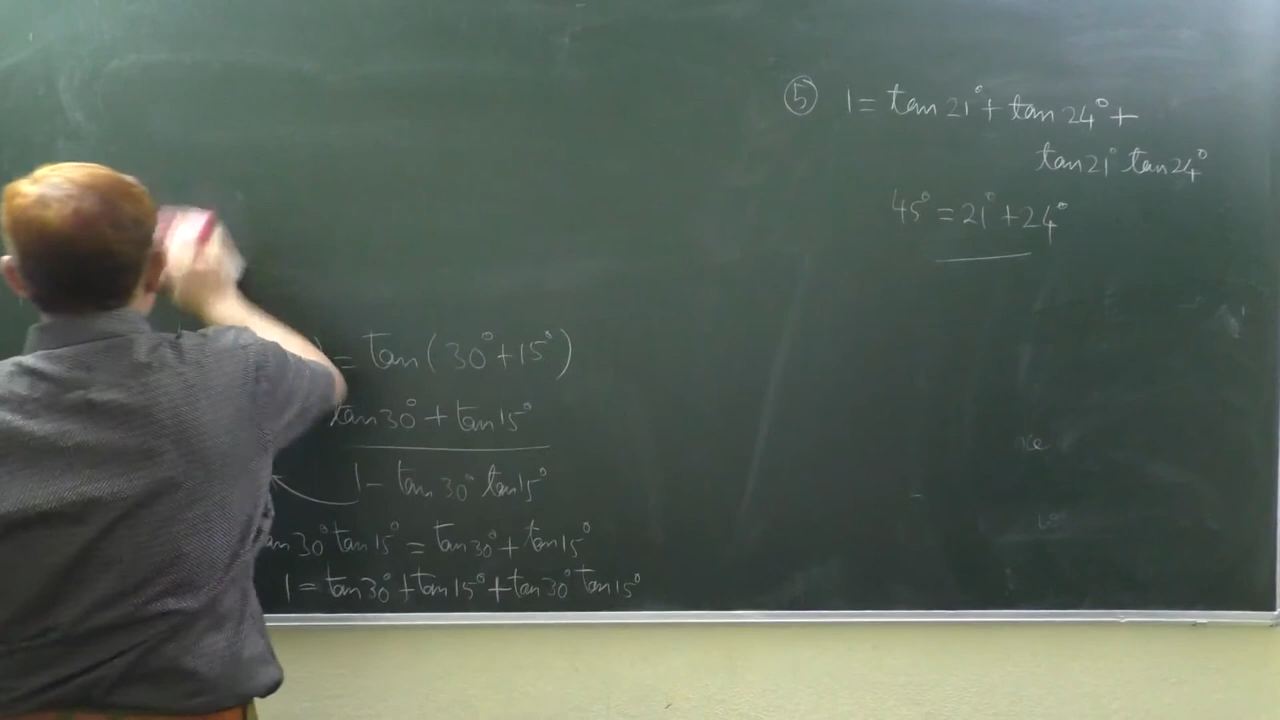 = tan (30° + 15°)
tan 30° + tan 15°
1 - tan 30° tan 15°
30° tan 15° = tan 30° + tan 15°
1 = tan 30° + tan 15° + tan 30° tan 15°
⑤ 1 = tan 21° + tan 24° +
tan 21° tan 24°
45° = 21° + 24°